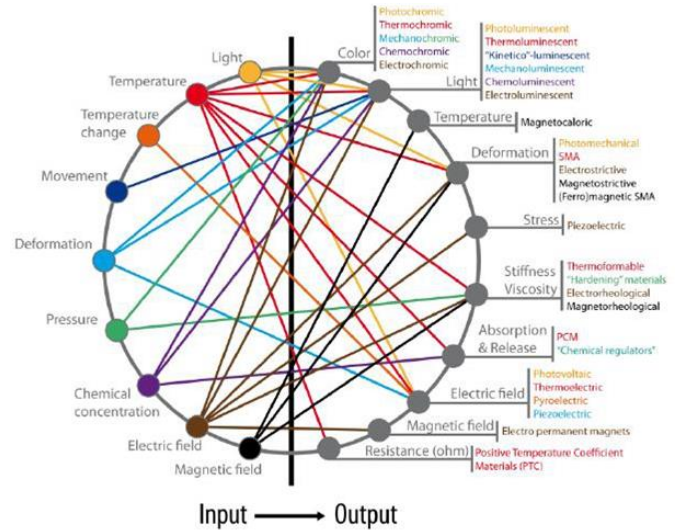 Light
Temperature
Temperature
change
Movement
Deformation
Pressure
Chemical
concentration
Electric field
Magnetic field
Color
Photochromic
Thermochromic
Mechanochromic
Chemochromic
Electrochromic
Light
Photoluminescent
Thermoluminescent
"Kinetico"-luminescent
Mechanoluminescent
Chemoluminescent
Electroluminescent
Temperature
Magnetocaloric
Deformation
Photomechanical
SMA
Electrostrictive
Magnetostrictive
(Ferro)magnetic SMA
Stress
Piezoelectric
Stiffness
Viscosity
Thermoformable
"Hardening" materials
Electrorheological
Magnetorheological
Absorption
& Release
PCM
"Chemical regulators"
Electric field
Photovoltaic
Thermoelectric
Pyroelectric
Piezoelectric
Magnetic field
Electro permanent magnets
Resistance (ohm)
Positive Temperature Coefficient
Materials (PTC)
Input
Output